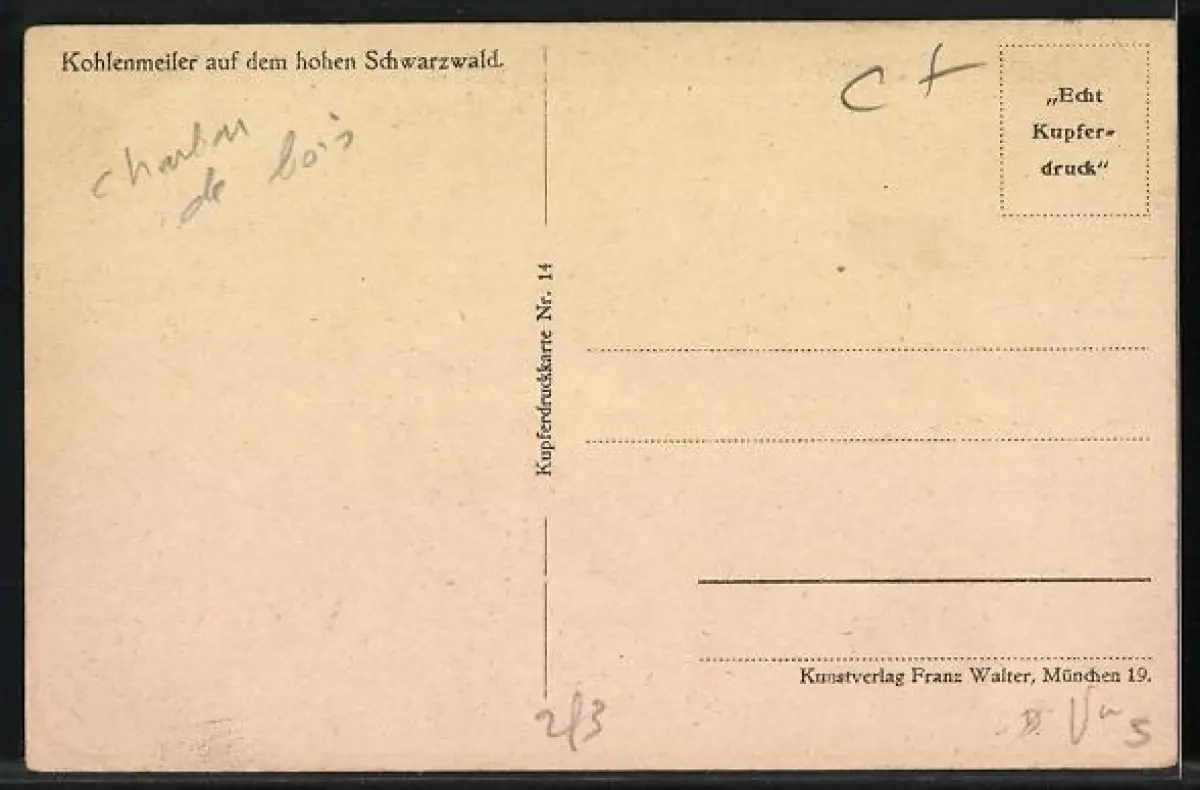 Kohlenmeiler auf dem hohen Schwarzwald.
charbon
de bois
C +
„Echt
Kupfer-
druck“
Kupferdruckkarte Nr. 14
Kunstverlag Franz Walter, München 19.
2/3